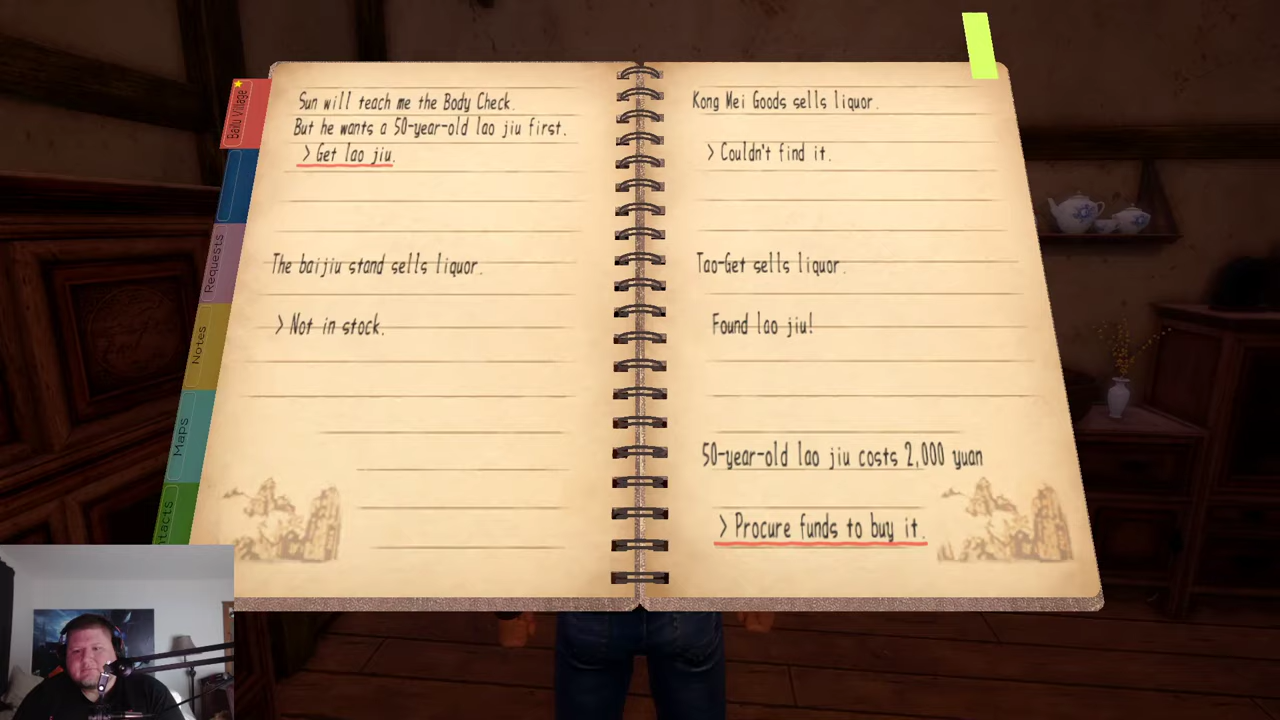 Bailu Village
Requests
Notes
Maps
ntacts
Sun will teach me the Body Check.
But he wants a 50-year-old lao jiu first.
> Get lao jiu.
The baijiu stand sells liquor.
> Not in stock.
Kong Mei Goods sells liquor.
> Couldn't find it.
Tao-Get sells liquor.
Found lao jiu!
50-year-old lao jiu costs 2,000 yuan
> Procure funds to buy it.